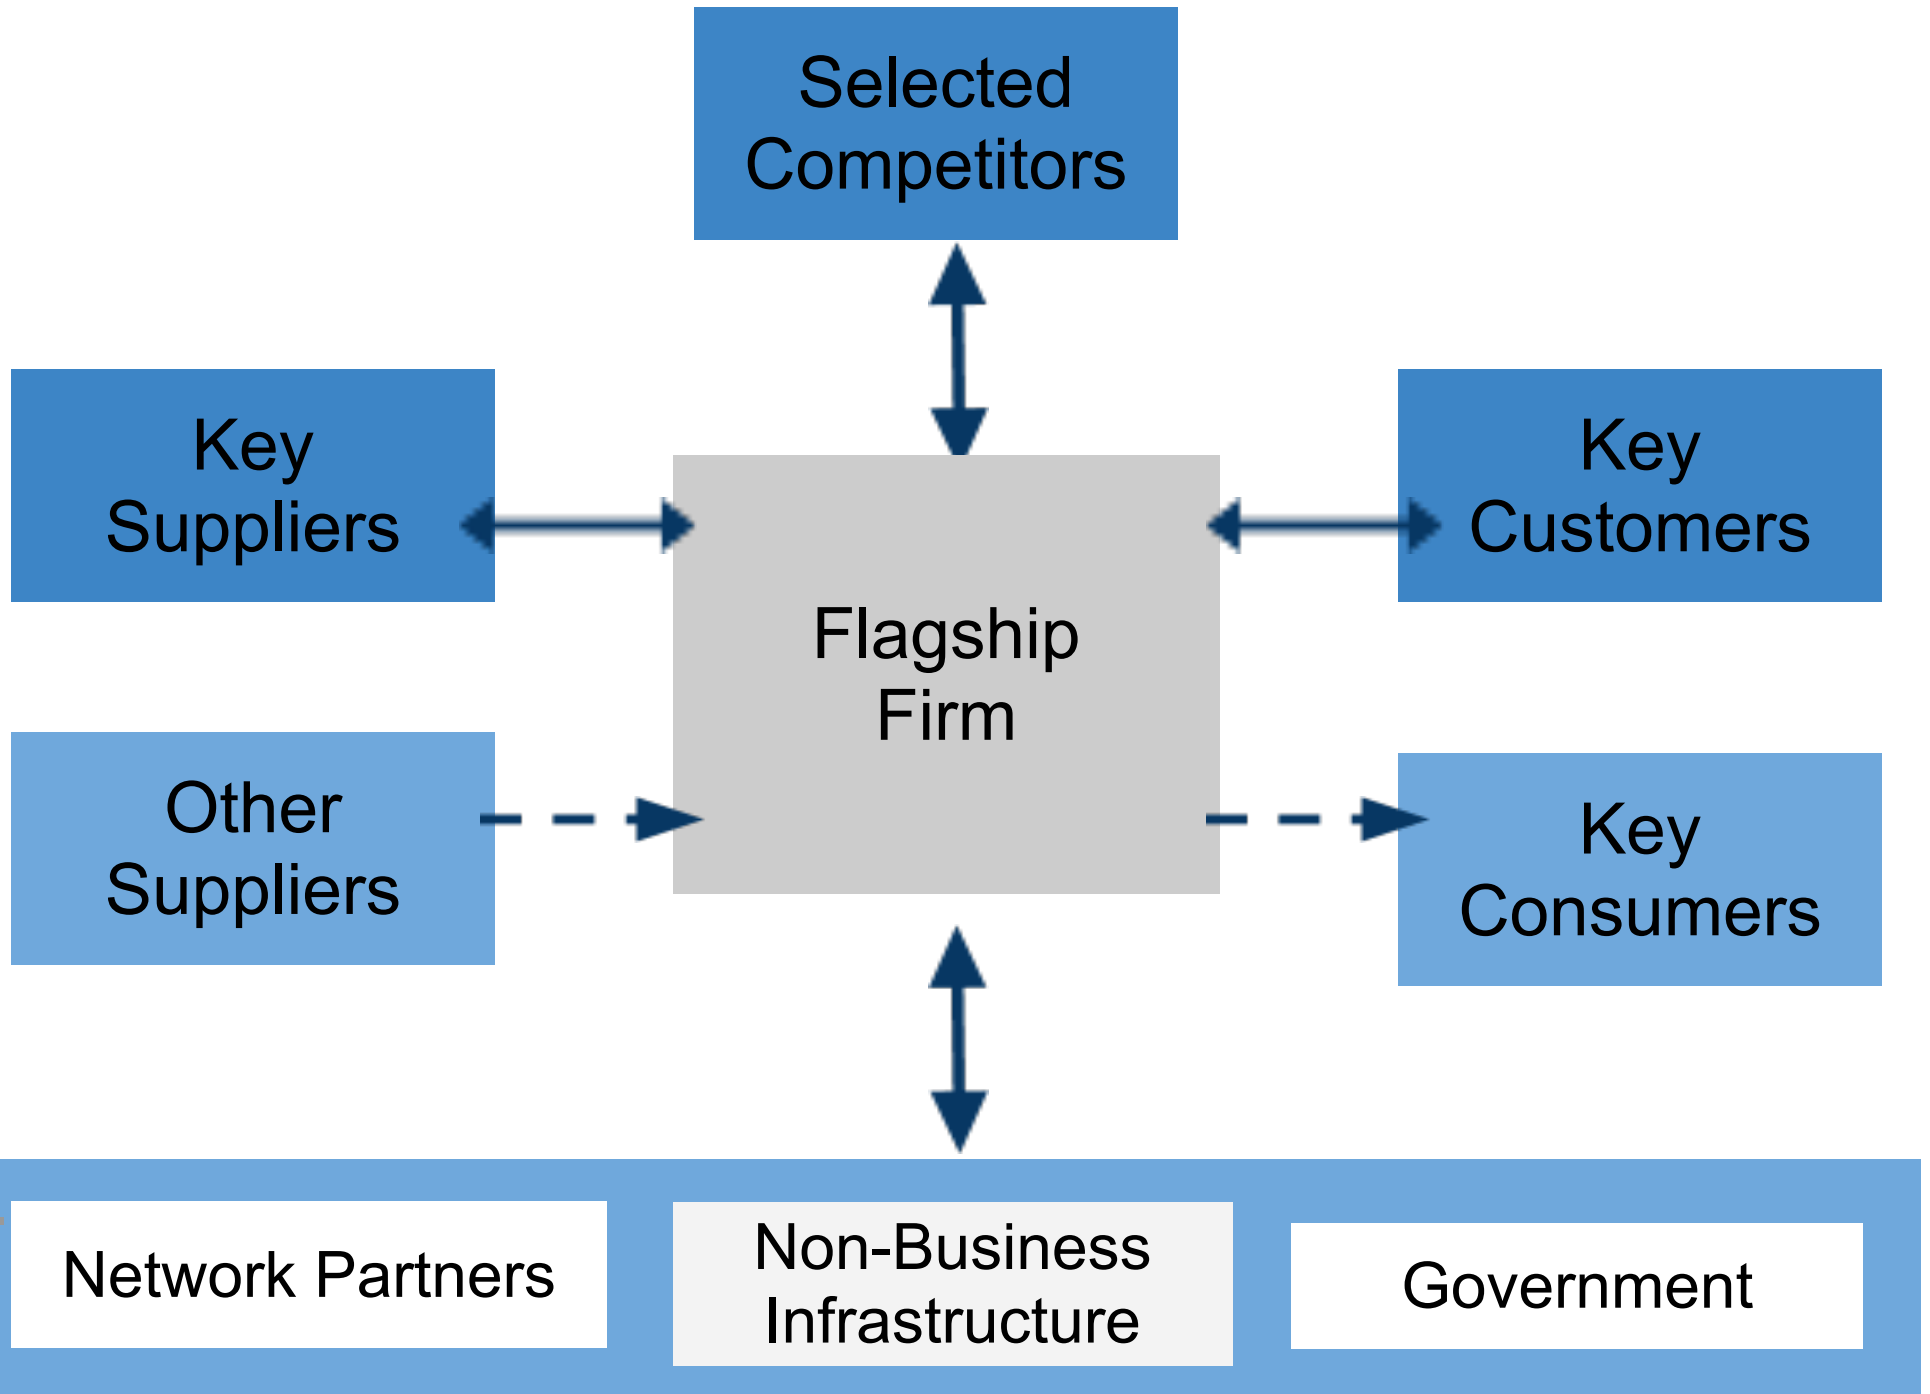 Selected
Competitors
Key
Suppliers
Key
Customers
Flagship
Firm
Other
Suppliers
Key
Consumers
Network Partners
Non-Business
Infrastructure
Government